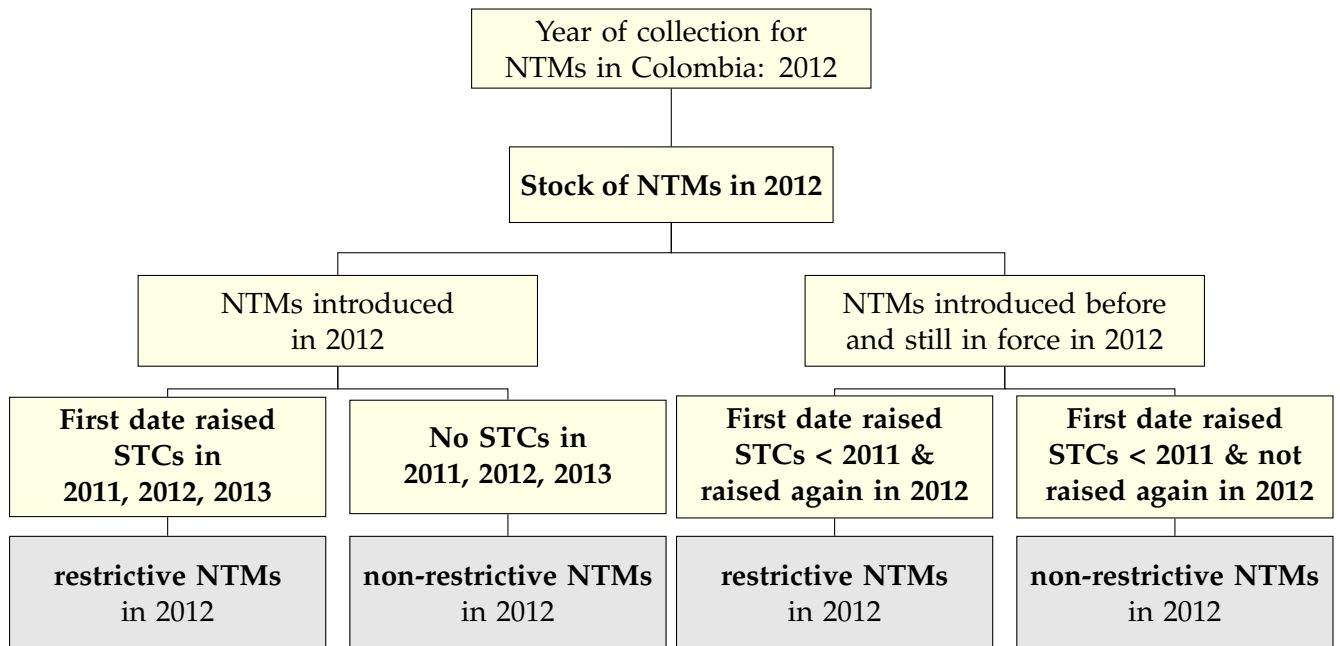 Year of collection for
NTMs in Colombia: 2012
Stock of NTMs in 2012
NTMs introduced
in 2012
NTMs introduced before
and still in force in 2012
First date raised
STCs in
2011, 2012, 2013
No STCs in
2011, 2012, 2013
First date raised
STCs < 2011 &
raised again in 2012
First date raised
STCs < 2011 & not
raised again in 2012
restrictive NTMs
in 2012
non-restrictive NTMs
in 2012
restrictive NTMs
in 2012
non-restrictive NTMs
in 2012